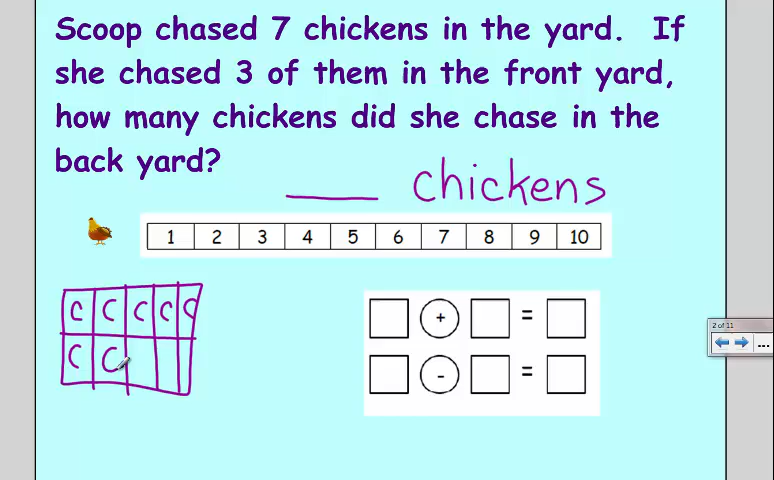 Scoop chased 7 chickens in the yard. If
she chased 3 of them in the front yard,
how many chickens did she chase in the
back yard?
____ chickens
1 2 3 4 5 6 7 8 9 10
C C C C C
C C
+ =
- =
2 of 11
...